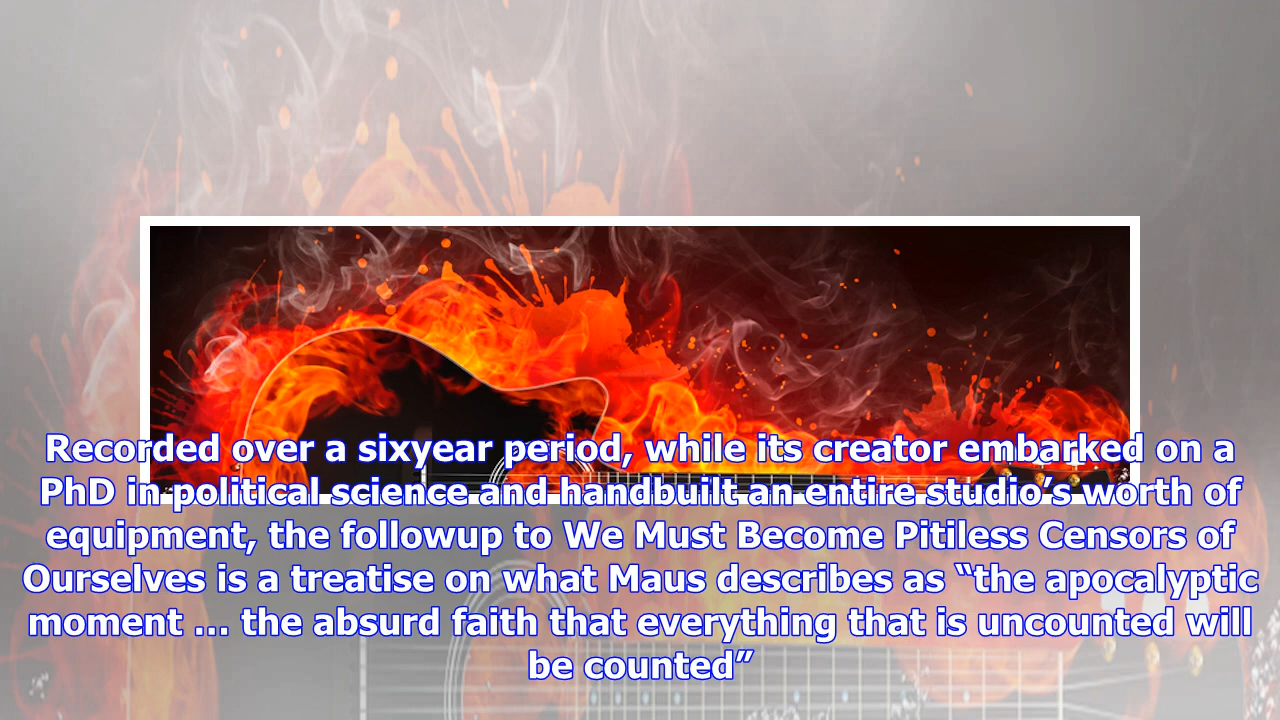 Recorded over a sixyear period, while its creator embarked on a
PhD in political science and handbuilt an entire studio’s worth of
equipment, the followup to We Must Become Pitiless Censors of
Ourselves is a treatise on what Maus describes as “the apocalyptic
moment ... the absurd faith that everything that is uncounted will
be counted”